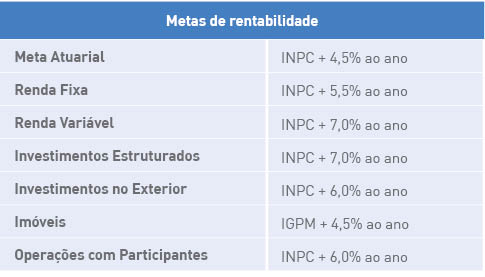 Metas de rentabilidade
Meta Atuarial INPC + 4,5% ao ano
Renda Fixa INPC + 5,5% ao ano
Renda Variável INPC + 7,0% ao ano
Investimentos Estruturados INPC + 7,0% ao ano
Investimentos no Exterior INPC + 6,0% ao ano
Imóveis IGPM + 4,5% ao ano
Operações com Participantes INPC + 6,0% ao ano